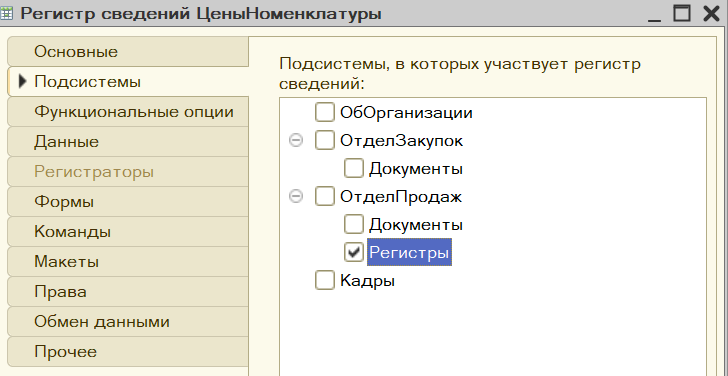 Регистр сведений ЦеныНоменклатуры
Основные
Подсистемы
Функциональные опции
Данные
Регистраторы
Формы
Команды
Макеты
Права
Обмен данными
Прочее
Подсистемы, в которых участвует регистр
сведений:
ОбОрганизации
ОтделЗакупок
Документы
ОтделПродаж
Документы
Регистры
Кадры